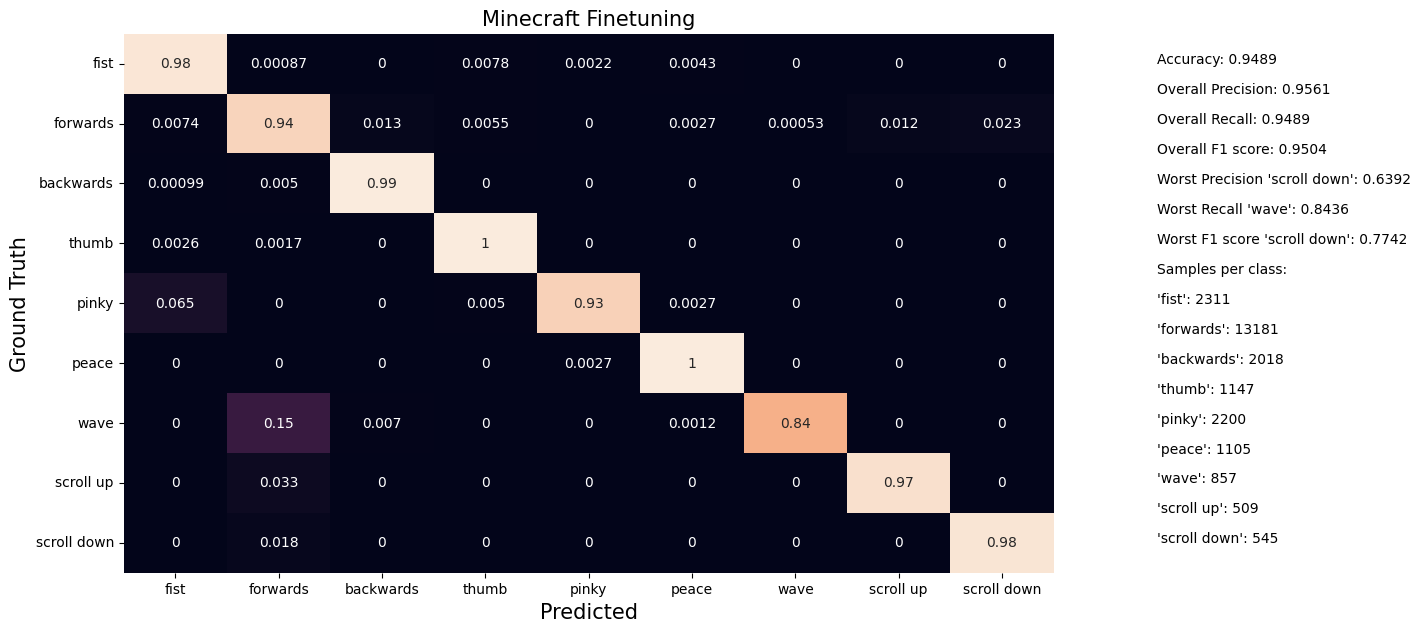 Minecraft Finetuning
fist 0.98 0.00087 0 0.0078 0.0022 0.0043 0 0 0
forwards 0.0074 0.94 0.013 0.0055 0 0.0027 0.00053 0.012 0.023
backwards 0.00099 0.005 0.99 0 0 0 0 0 0
thumb 0.0026 0.0017 0 1 0 0 0 0 0
pinky 0.065 0 0 0.005 0.93 0.0027 0 0 0
peace 0 0 0 0 0.0027 1 0 0 0
wave 0 0.15 0.007 0 0 0.0012 0.84 0 0
scroll up 0 0.033 0 0 0 0 0 0.97 0
scroll down 0 0.018 0 0 0 0 0 0 0.98
fist forwards backwards thumb pinky peace wave scroll up scroll down
Ground Truth
Predicted
Accuracy: 0.9489
Overall Precision: 0.9561
Overall Recall: 0.9489
Overall F1 score: 0.9504
Worst Precision 'scroll down': 0.6392
Worst Recall 'wave': 0.8436
Worst F1 score 'scroll down': 0.7742
Samples per class:
'fist': 2311
'forwards': 13181
'backwards': 2018
'thumb': 1147
'pinky': 2200
'peace': 1105
'wave': 857
'scroll up': 509
'scroll down': 545